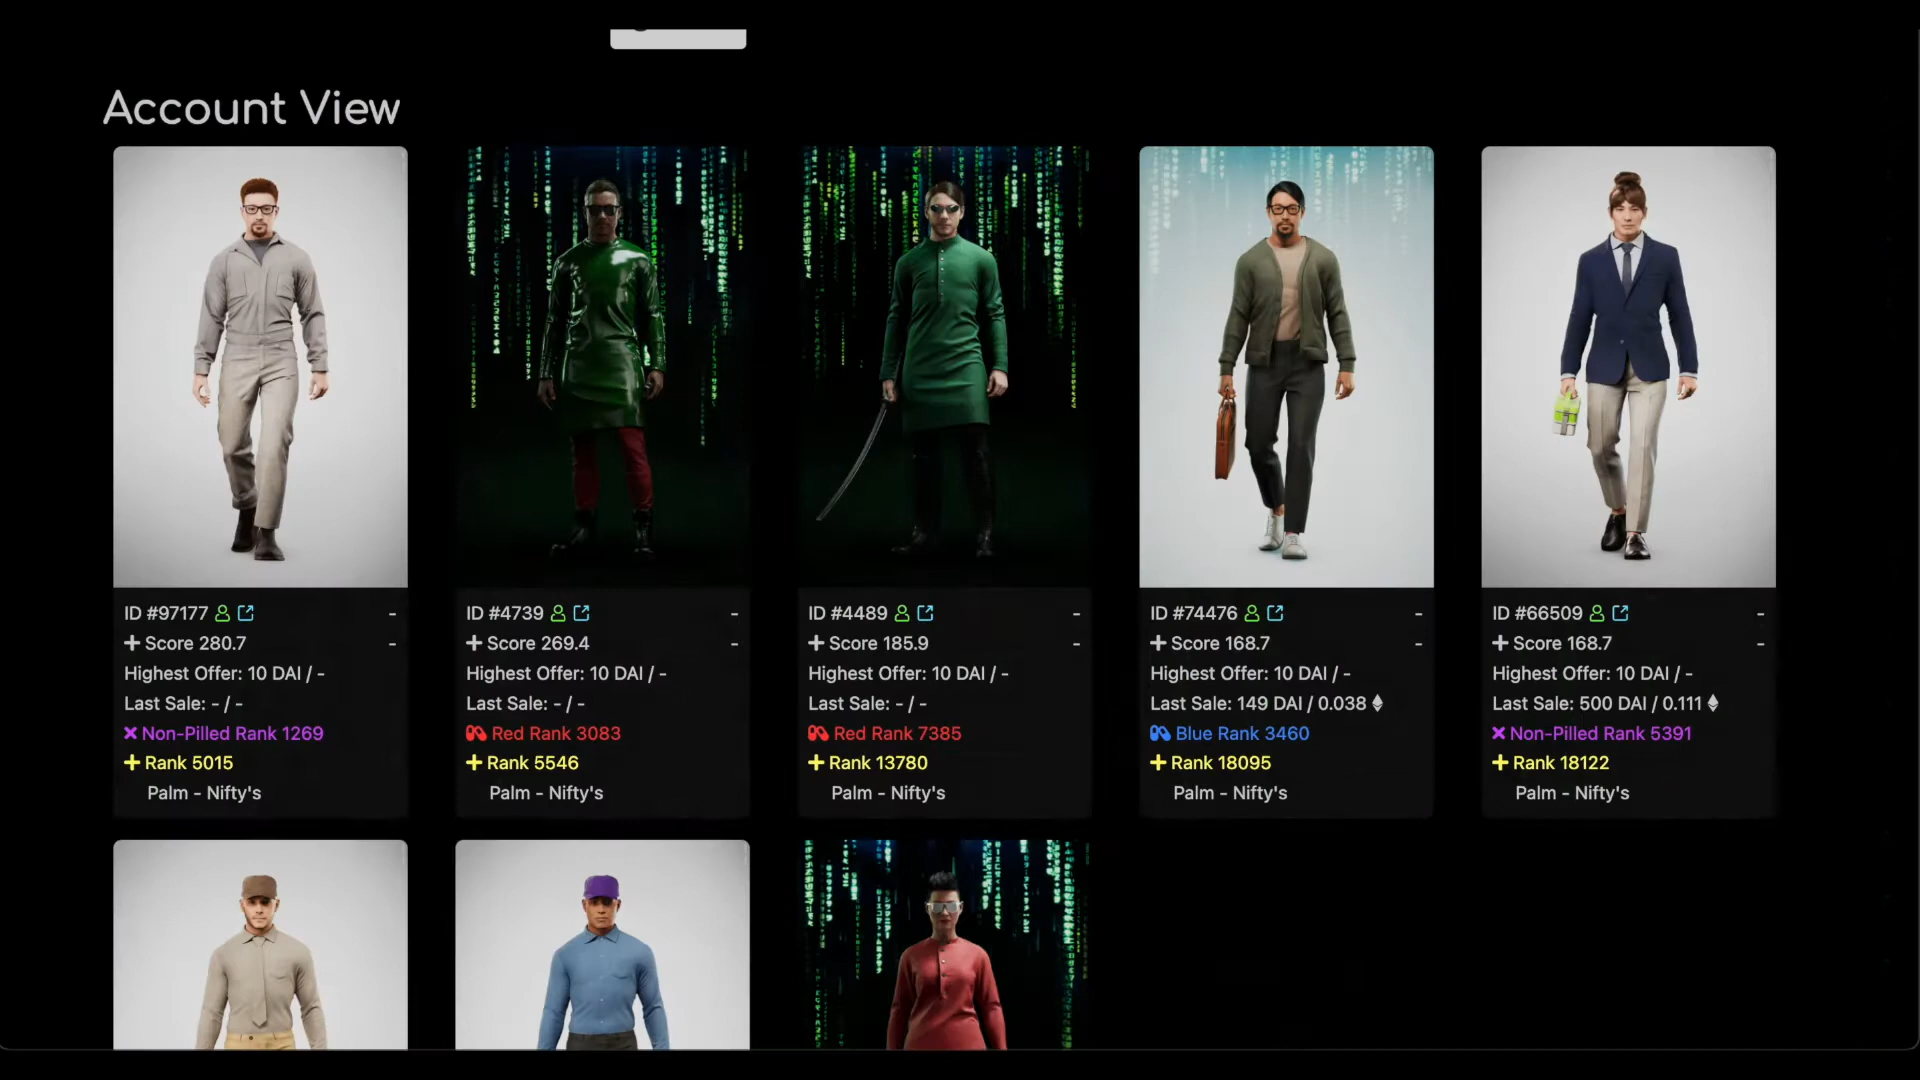 Account View
ID #97177 -
Score 280.7 -
Highest Offer: 10 DAI / -
Last Sale: - / -
Non-Pilled Rank 1269
Rank 5015
Palm - Nifty's
ID #4739 -
Score 269.4 -
Highest Offer: 10 DAI / -
Last Sale: - / -
Red Rank 3083
Rank 5546
Palm - Nifty's
ID #4489 -
Score 185.9 -
Highest Offer: 10 DAI / -
Last Sale: - / -
Red Rank 7385
Rank 13780
Palm - Nifty's
ID #74476 -
Score 168.7 -
Highest Offer: 10 DAI / -
Last Sale: 149 DAI / 0.038
Blue Rank 3460
Rank 18095
Palm - Nifty's
ID #66509 -
Score 168.7 -
Highest Offer: 10 DAI / -
Last Sale: 500 DAI / 0.111
Non-Pilled Rank 5391
Rank 18122
Palm - Nifty's